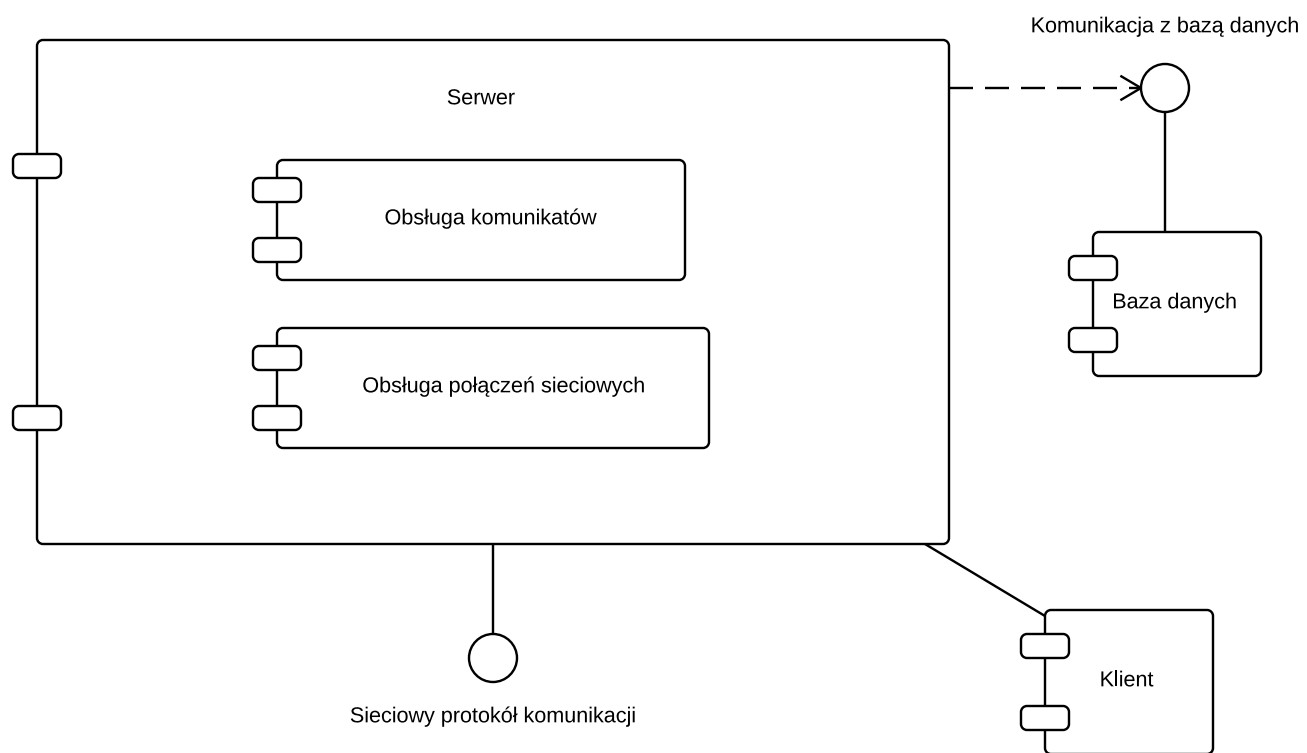 Komunikacja z bazą danych
Serwer
Obsługa komunikatów
Baza danych
Obsługa połączeń sieciowych
Klient
Sieciowy protokół komunikacji